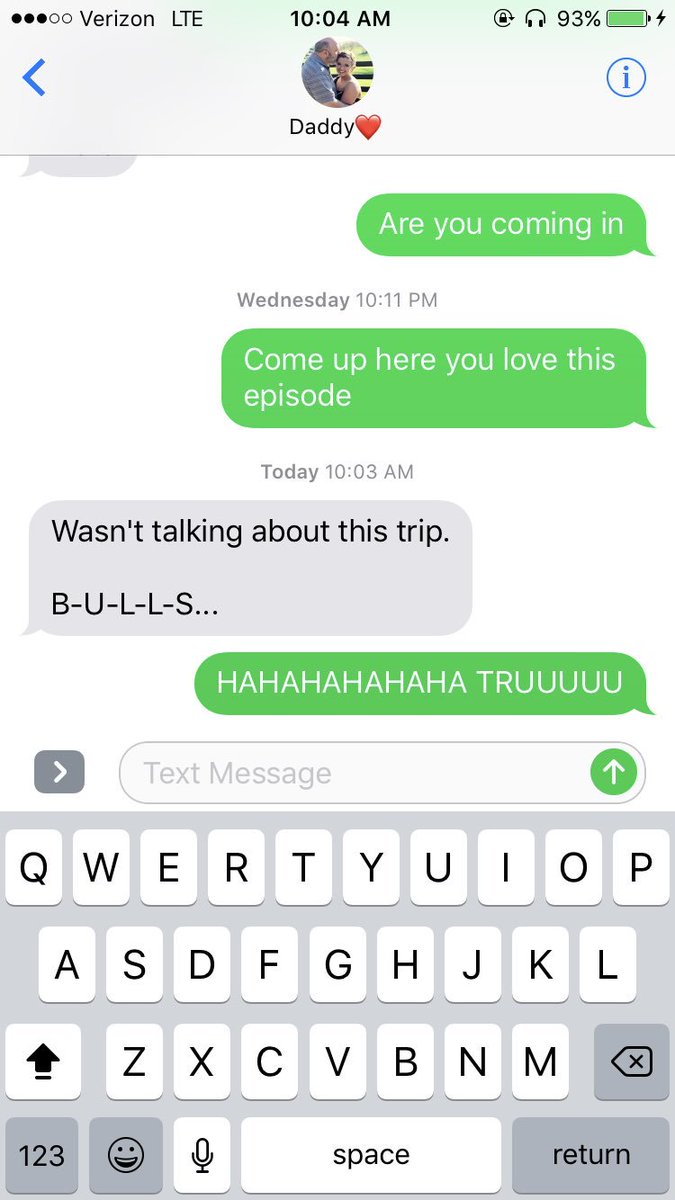 Verizon LTE 10:04 AM 93%
Daddy❤️
Are you coming in
Wednesday 10:11 PM
Come up here you love this
episode
Today 10:03 AM
Wasn't talking about this trip.
B-U-L-L-S...
HAHAHAHAHAHA TRUUUUU
Text Message
Q W E R T Y U I O P
A S D F G H J K L
Z X C V B N M
123 space return